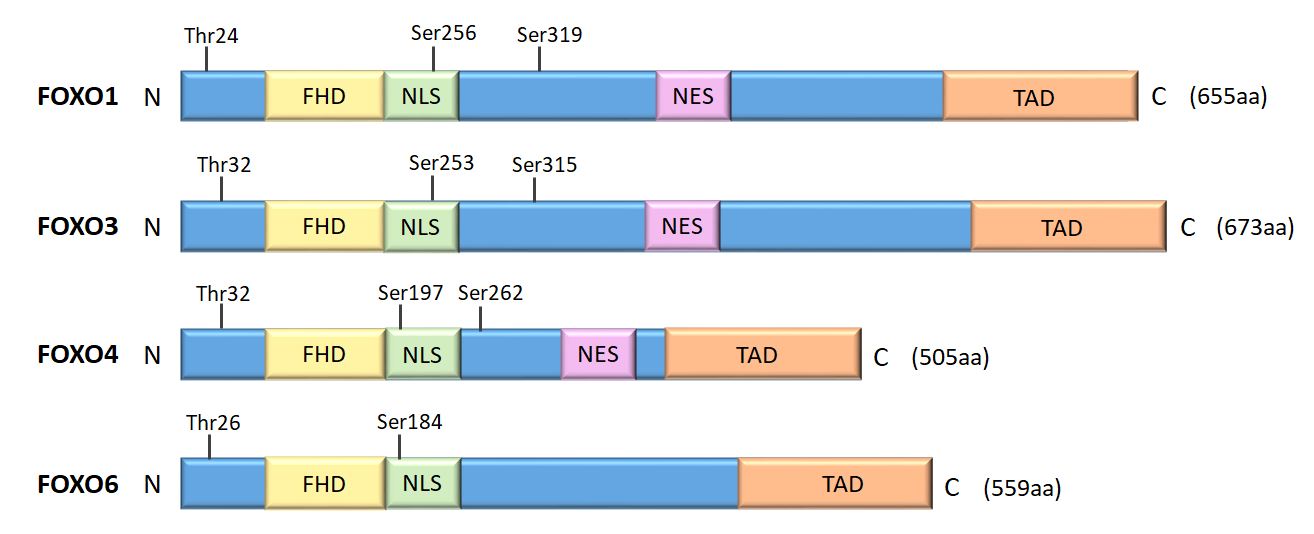 Thr24 Ser256 Ser319
FOXO1 N FHD NLS NES TAD C (655aa)
Thr32 Ser253 Ser315
FOXO3 N FHD NLS NES TAD C (673aa)
Thr32 Ser197 Ser262
FOXO4 N FHD NLS NES TAD C (505aa)
Thr26 Ser184
FOXO6 N FHD NLS TAD C (559aa)